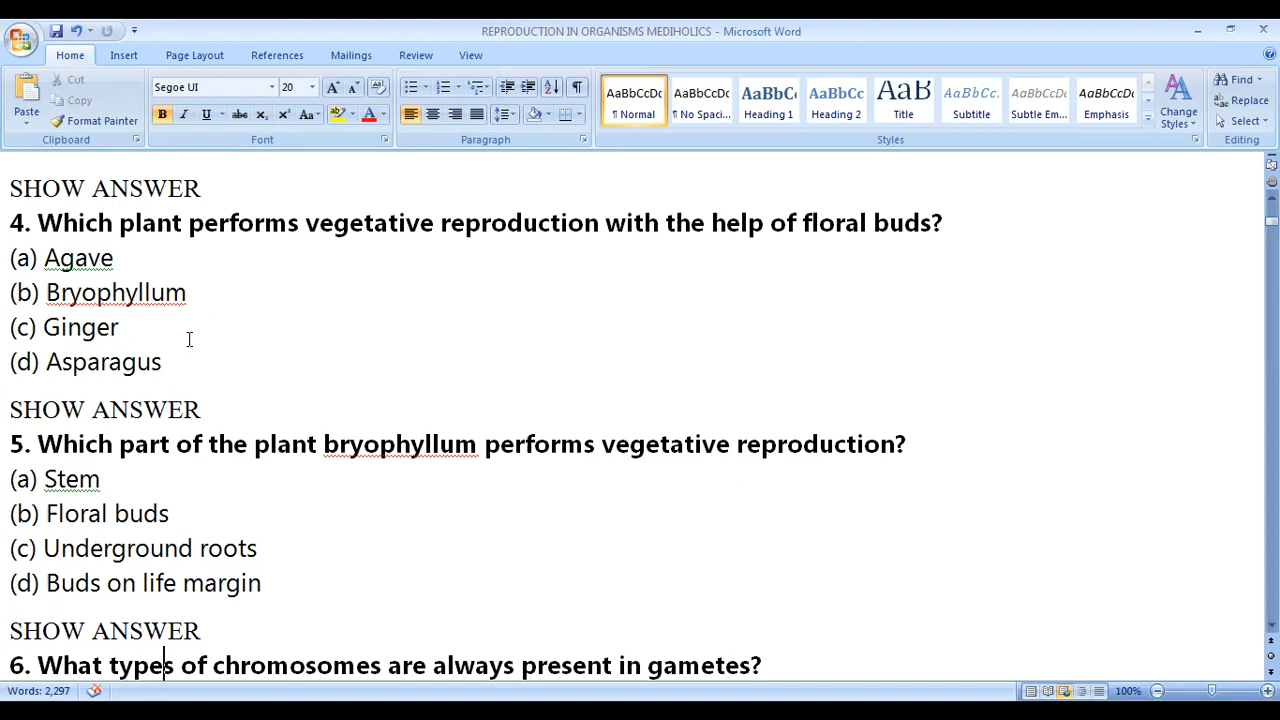 REPRODUCTION IN ORGANISMS MEDIHOLICS - Microsoft Word
Home Insert Page Layout References Mailings Review View
Paste
Cut
Copy
Format Painter
Clipboard
Segoe UI 20
Font
Paragraph
AaBbCcDc AaBbCcDc AaBbC AaBbCc AaB AaBbCc. AaBbCcDc AaBbCcDc
¶ Normal ¶ No Spaci... Heading 1 Heading 2 Title Subtitle Subtle Em... Emphasis
Change Styles
Styles
Find
Replace
Select
Editing
SHOW ANSWER
4. Which plant performs vegetative reproduction with the help of floral buds?
(a) Agave
(b) Bryophyllum
(c) Ginger
(d) Asparagus
SHOW ANSWER
5. Which part of the plant bryophyllum performs vegetative reproduction?
(a) Stem
(b) Floral buds
(c) Underground roots
(d) Buds on life margin
SHOW ANSWER
6. What types of chromosomes are always present in gametes?
Words: 2,297
100%